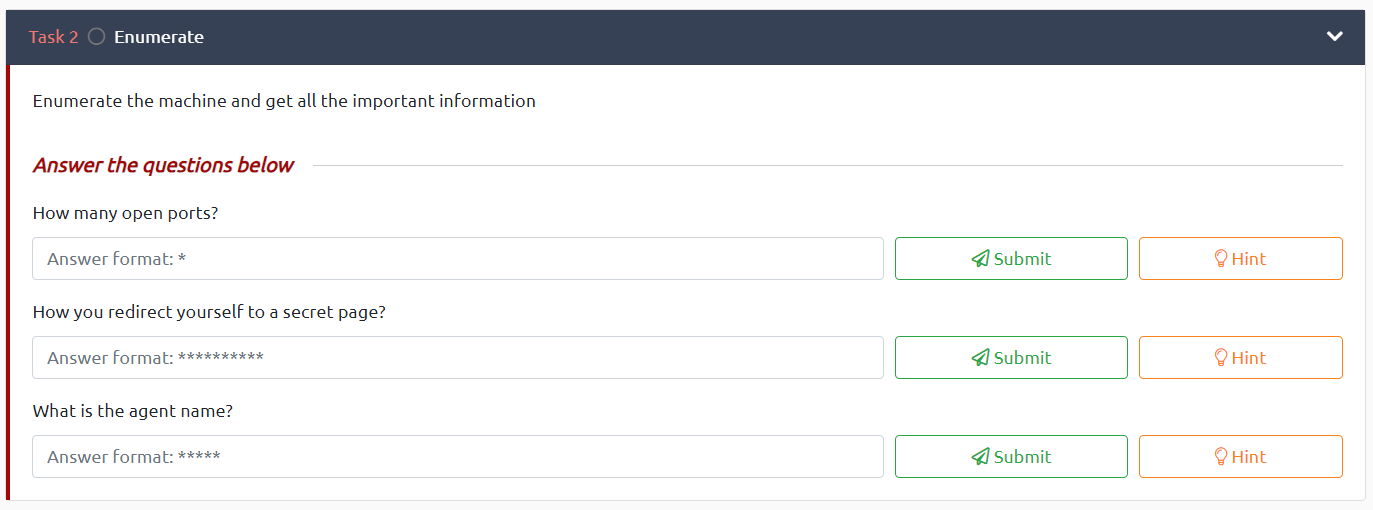 Task 2 Enumerate
Enumerate the machine and get all the important information
Answer the questions below
How many open ports?
Answer format: * Submit Hint
How you redirect yourself to a secret page?
Answer format: ********** Submit Hint
What is the agent name?
Answer format: ***** Submit Hint